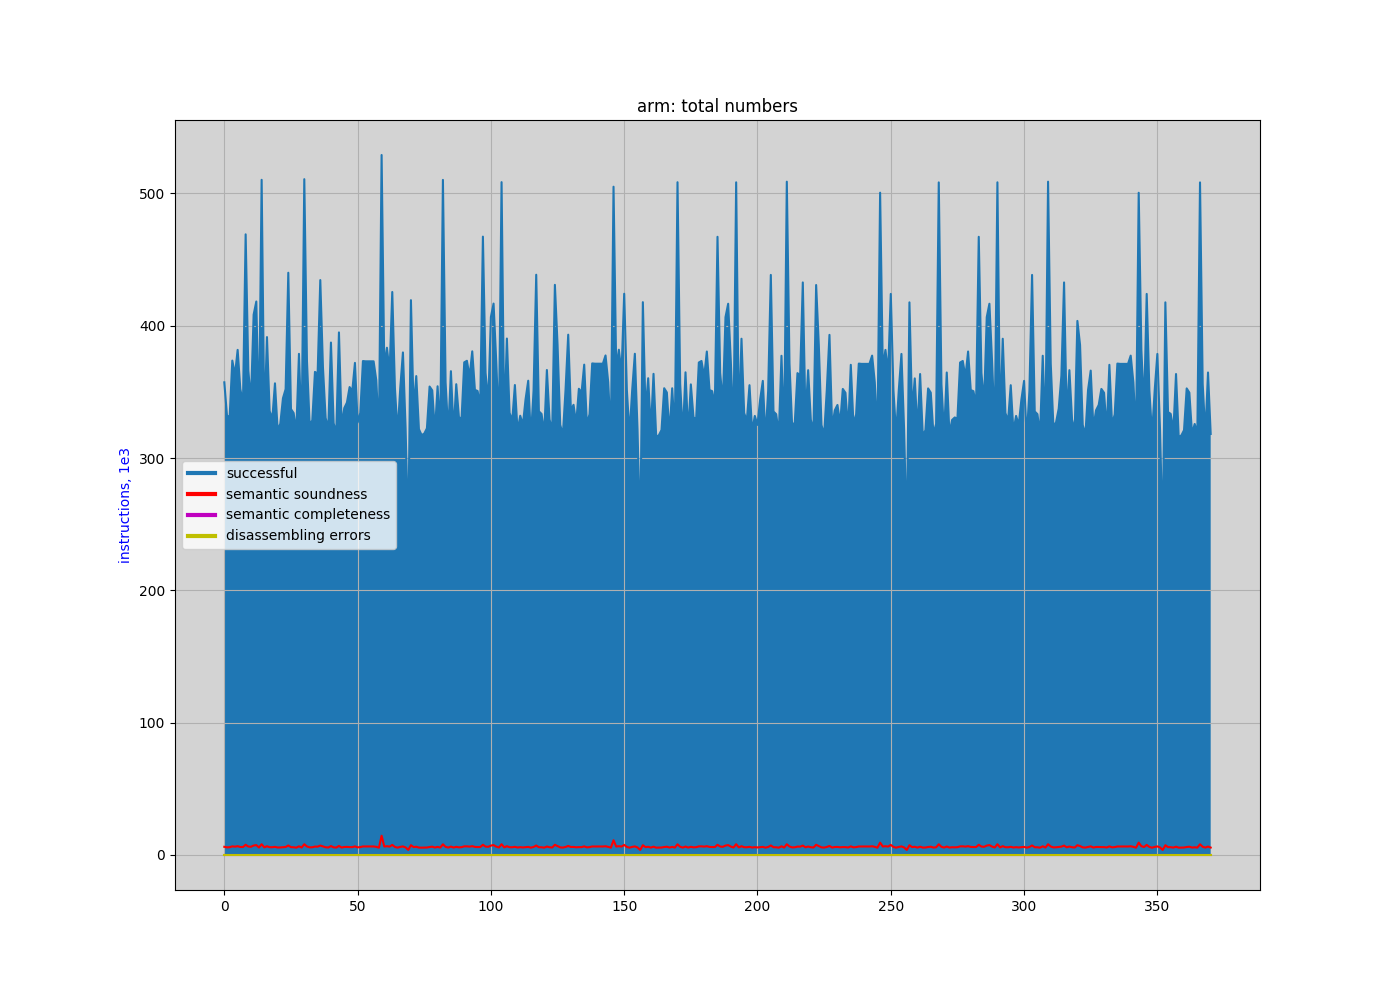 arm: total numbers
500
400
300
200
100
0
instructions, 1e3
successful
semantic soundness
semantic completeness
disassembling errors
0 50 100 150 200 250 300 350